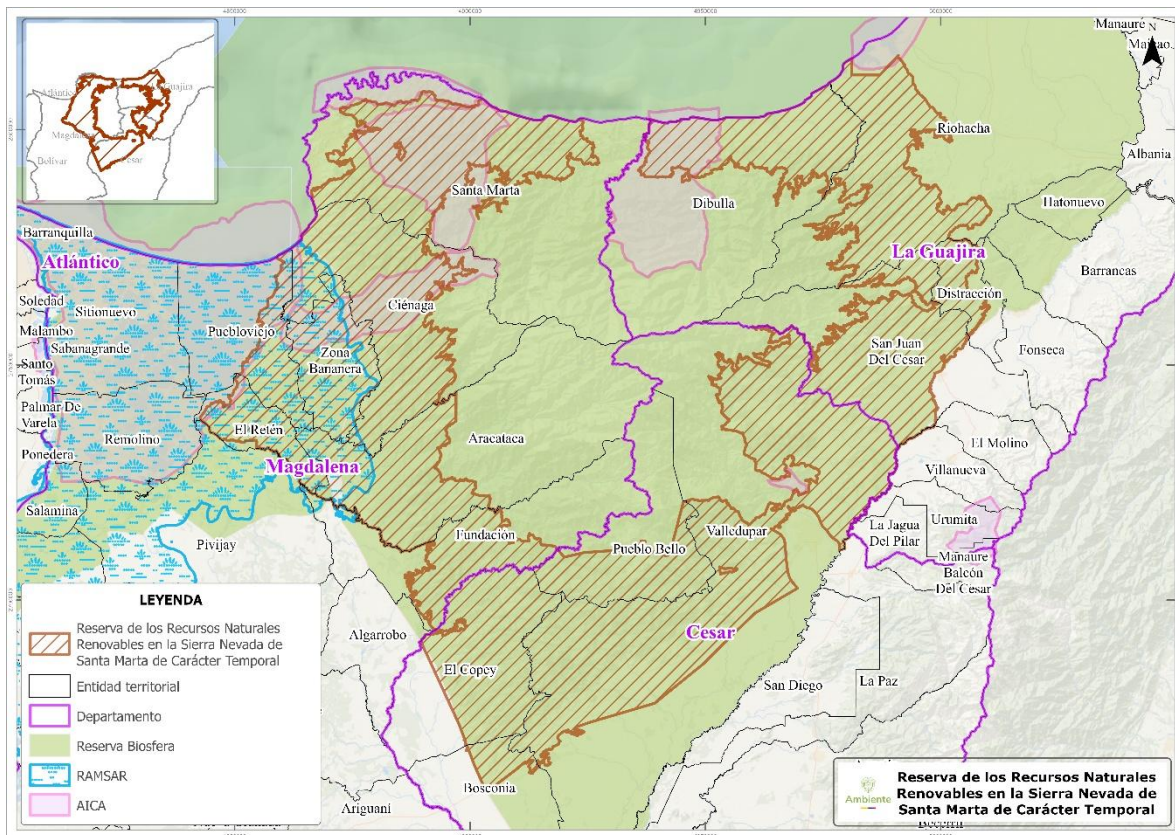 Manaure
N
Maicao
Riohacha
Albania
Atlántico
La Guajira
Magdalena
Bolívar
Cesar
Santa Marta
Dibulla
Hatonuevo
Barranquilla
Atlántico
La Guajira
Barrancas
Soledad
Sitionuevo
Ciénaga
Distracción
Malambo
Puebloviejo
Sabanagrande
Zona
Bananera
San Juan
Del Cesar
Fonseca
Santo
Tomás
Palmar De
Varela
El Retén
Aracataca
Remolino
El Molino
Ponedera
Magdalena
Villanueva
Salamina
Pivijay
Fundación
Pueblo Bello
Valledupar
La Jagua
Del Pilar
Urumita
Manaure
Balcón
Del Cesar
Algarrobo
Cesar
El Copey
San Diego
La Paz
Bosconia
Ariguaní
Becerril
LEYENDA
Reserva de los Recursos Naturales
Renovables en la Sierra Nevada de
Santa Marta de Carácter Temporal
Entidad territorial
Departamento
Reserva Biosfera
RAMSAR
AICA
Ambiente
Reserva de los Recursos Naturales
Renovables en la Sierra Nevada de
Santa Marta de Carácter Temporal